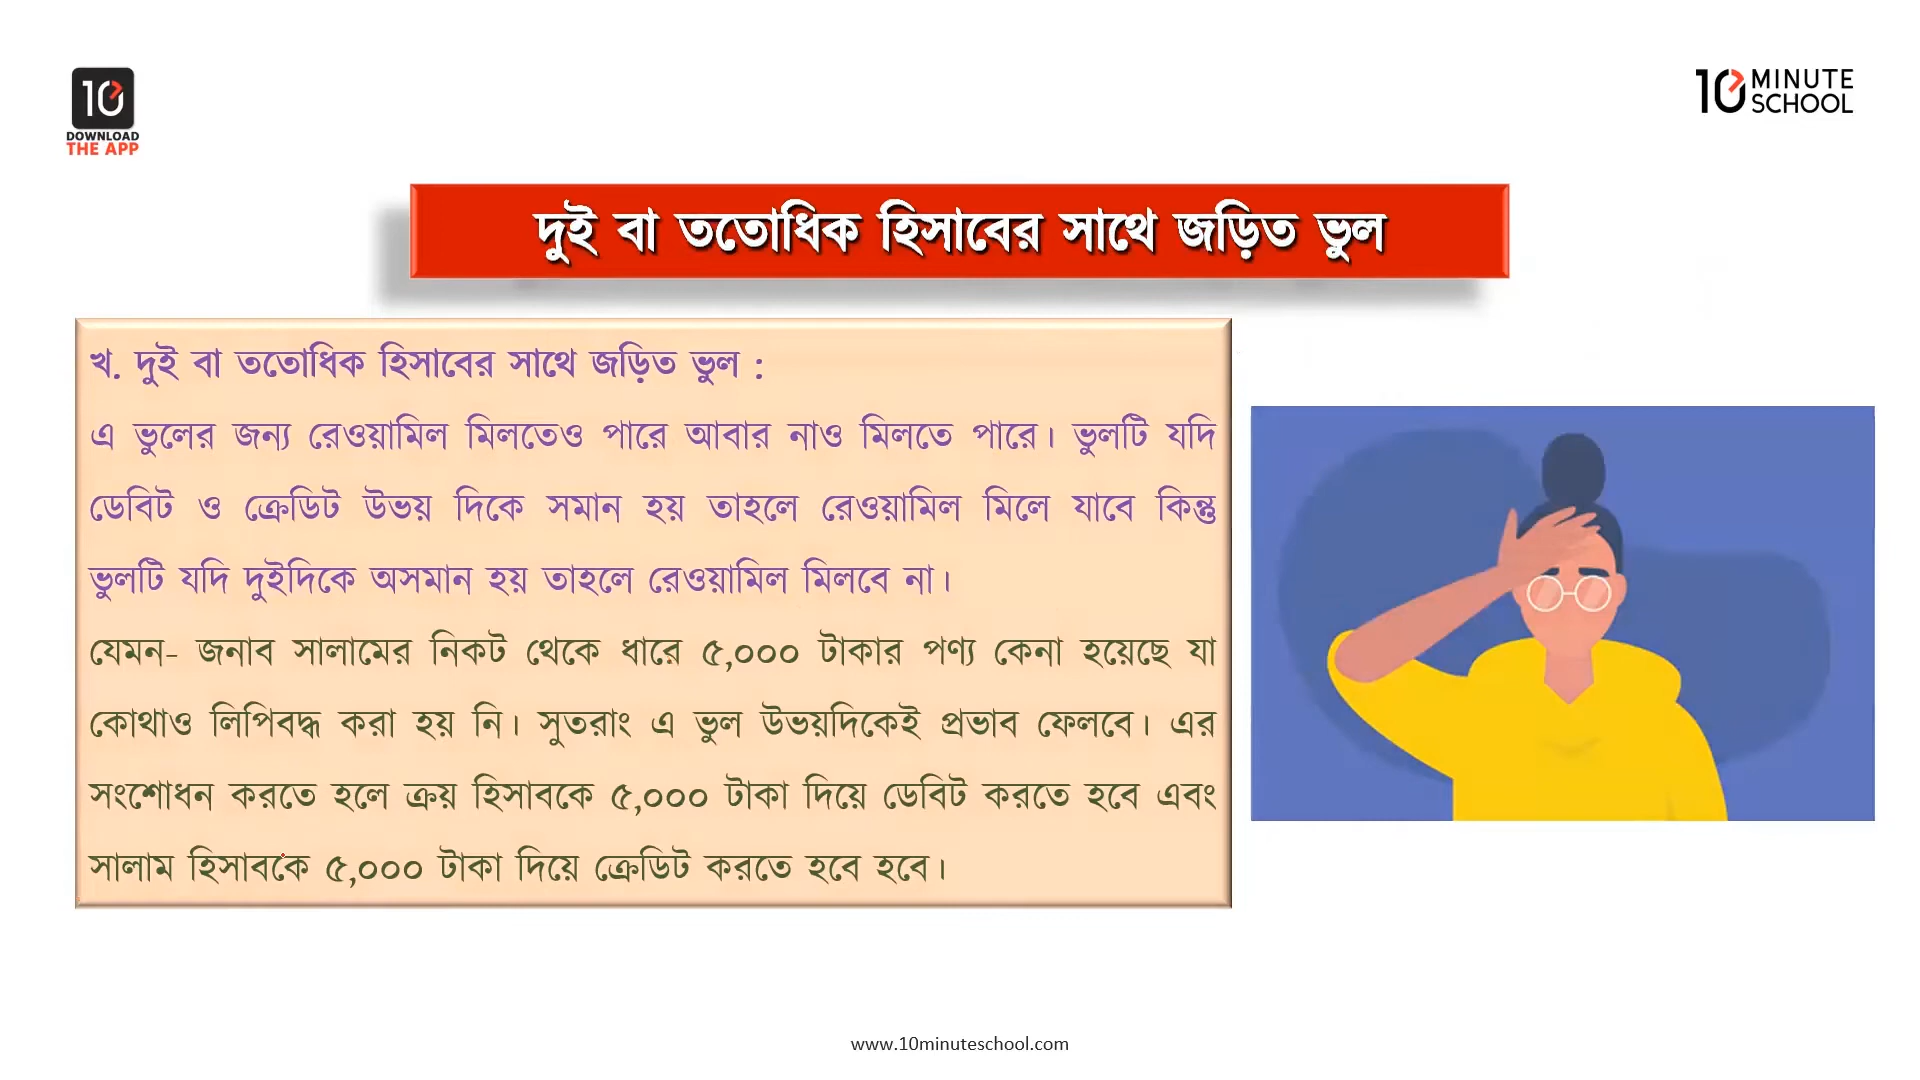 10
DOWNLOAD
THE APP
10 MINUTE
SCHOOL
দুই বা ততোধিক হিসাবের সাথে জড়িত ভুল
খ. দুই বা ততোধিক হিসাবের সাথে জড়িত ভুল :
এ ভুলের জন্য রেওয়ামিল মিলতেও পারে আবার নাও মিলতে পারে। ভুলটি যদি
ডেবিট ও ক্রেডিট উভয় দিকে সমান হয় তাহলে রেওয়ামিল মিলে যাবে কিন্তু
ভুলটি যদি দুইদিকে অসমান হয় তাহলে রেওয়ামিল মিলবে না।
যেমন- জনাব সালামের নিকট থেকে ধারে ৫,০০০ টাকার পণ্য কেনা হয়েছে যা
কোথাও লিপিবদ্ধ করা হয় নি। সুতরাং এ ভুল উভয়দিকেই প্রভাব ফেলবে। এর
সংশোধন করতে হলে ক্রয় হিসাবকে ৫,০০০ টাকা দিয়ে ডেবিট করতে হবে এবং
সালাম হিসাবকে ৫,০০০ টাকা দিয়ে ক্রেডিট করতে হবে হবে।
www.10minuteschool.com